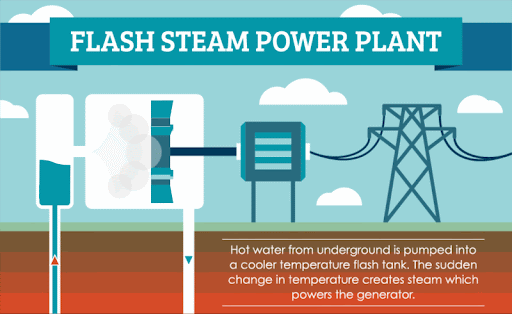 FLASH STEAM POWER PLANT
Hot water from underground is pumped into
a cooler temperature flash tank. The sudden
change in temperature creates steam which
powers the generator.